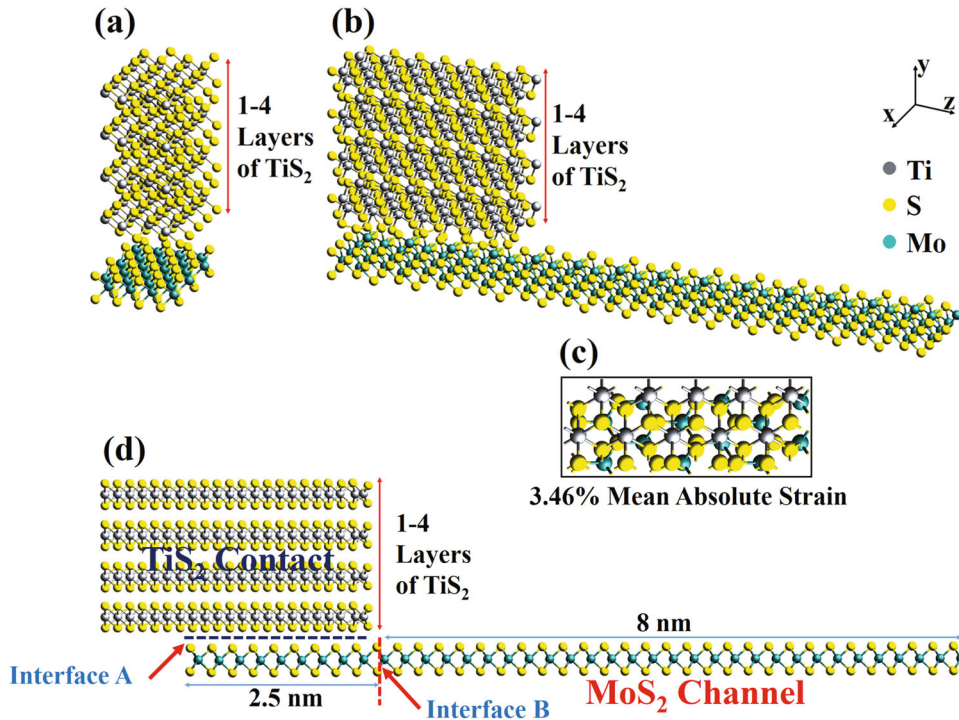 (a)
1-4
Layers
of TiS2
(b)
1-4
Layers
of TiS2
y
x
z
Ti
S
Mo
(c)
3.46% Mean Absolute Strain
(d)
TiS2 Contact
1-4
Layers
of TiS2
8 nm
Interface A
2.5 nm
Interface B
MoS2 Channel